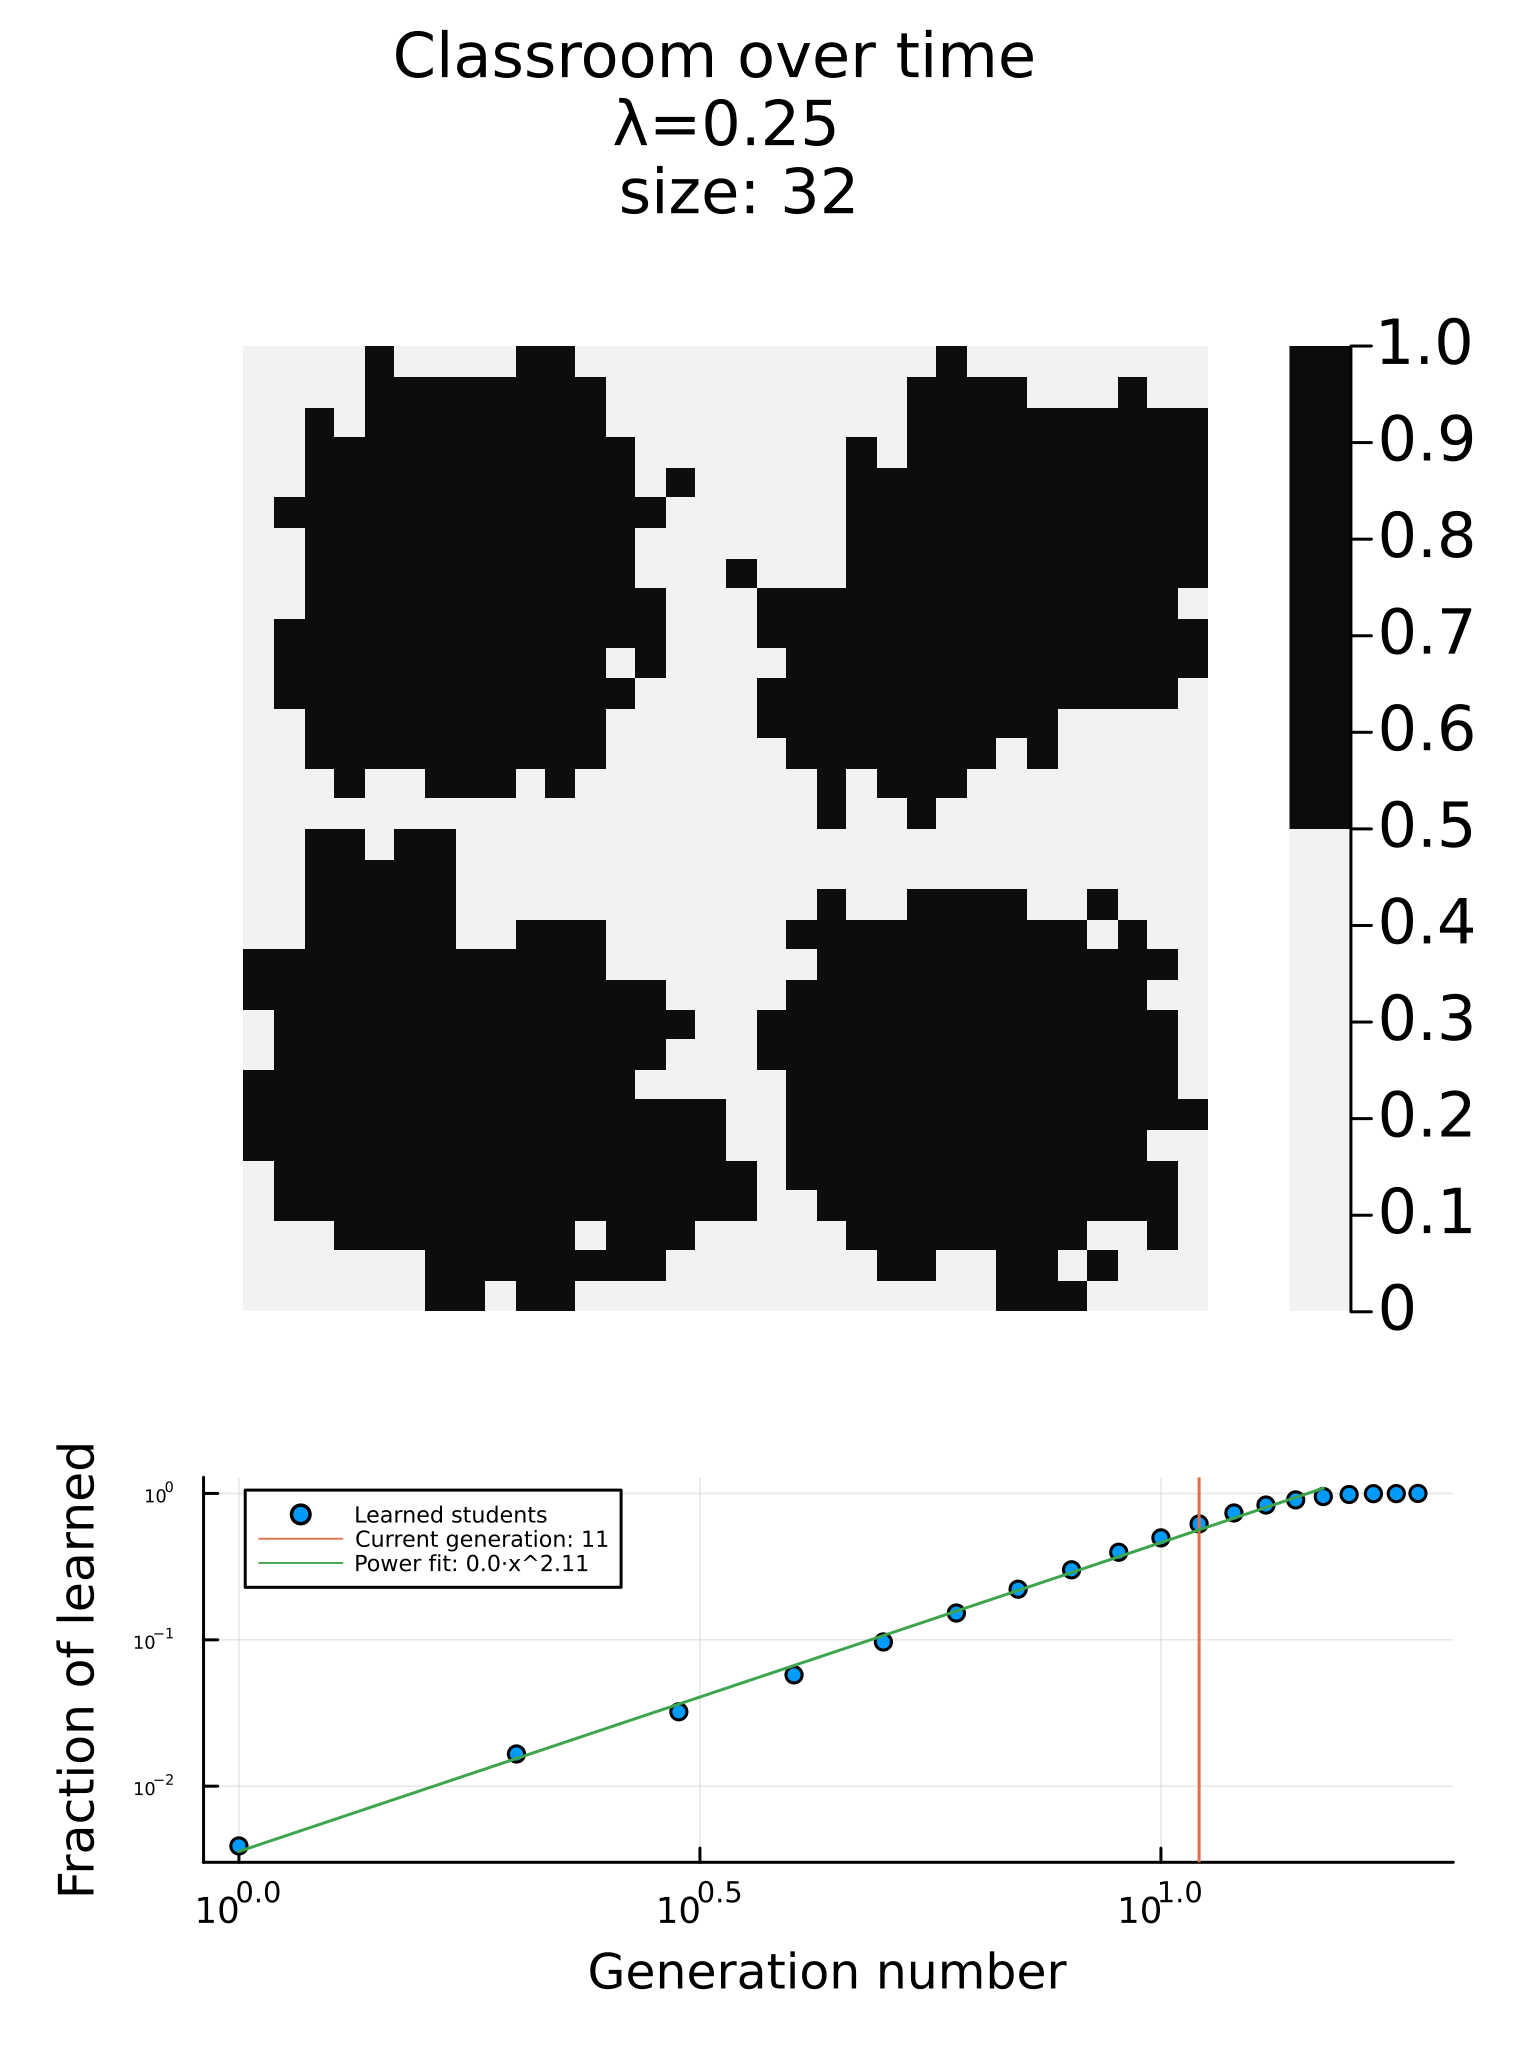 Classroom over time
λ=0.25
size: 32
1.0
0.9
0.8
0.7
0.6
0.5
0.4
0.3
0.2
0.1
0
Fraction of learned
10^0
10^-1
10^-2
Learned students
Current generation: 11
Power fit: 0.0·x^2.11
10^0.0
10^0.5
10^1.0
Generation number